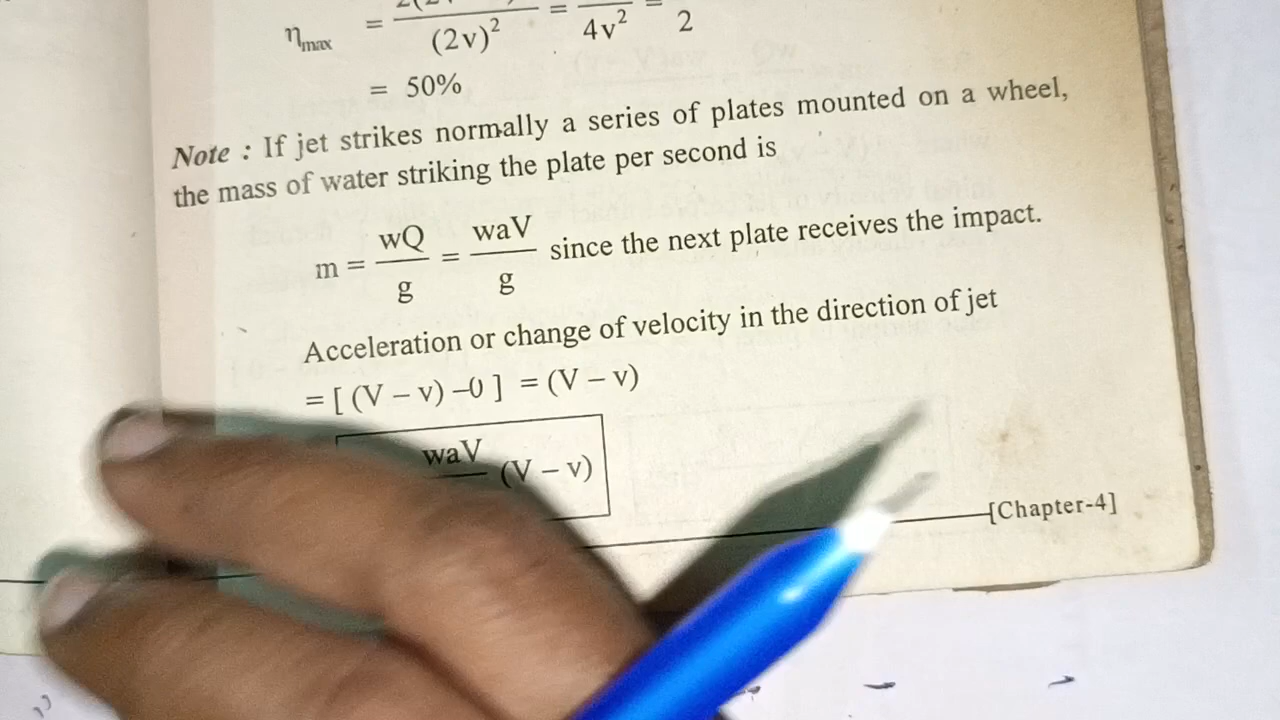 ηmax = / (2v)² = / 4v² = / 2
= 50%
Note : If jet strikes normally a series of plates mounted on a wheel,
the mass of water striking the plate per second is
m = wQ / g = waV / g since the next plate receives the impact.
Acceleration or change of velocity in the direction of jet
= [ (V – v) –0 ] = (V – v)
waV (V – v)
[Chapter-4]